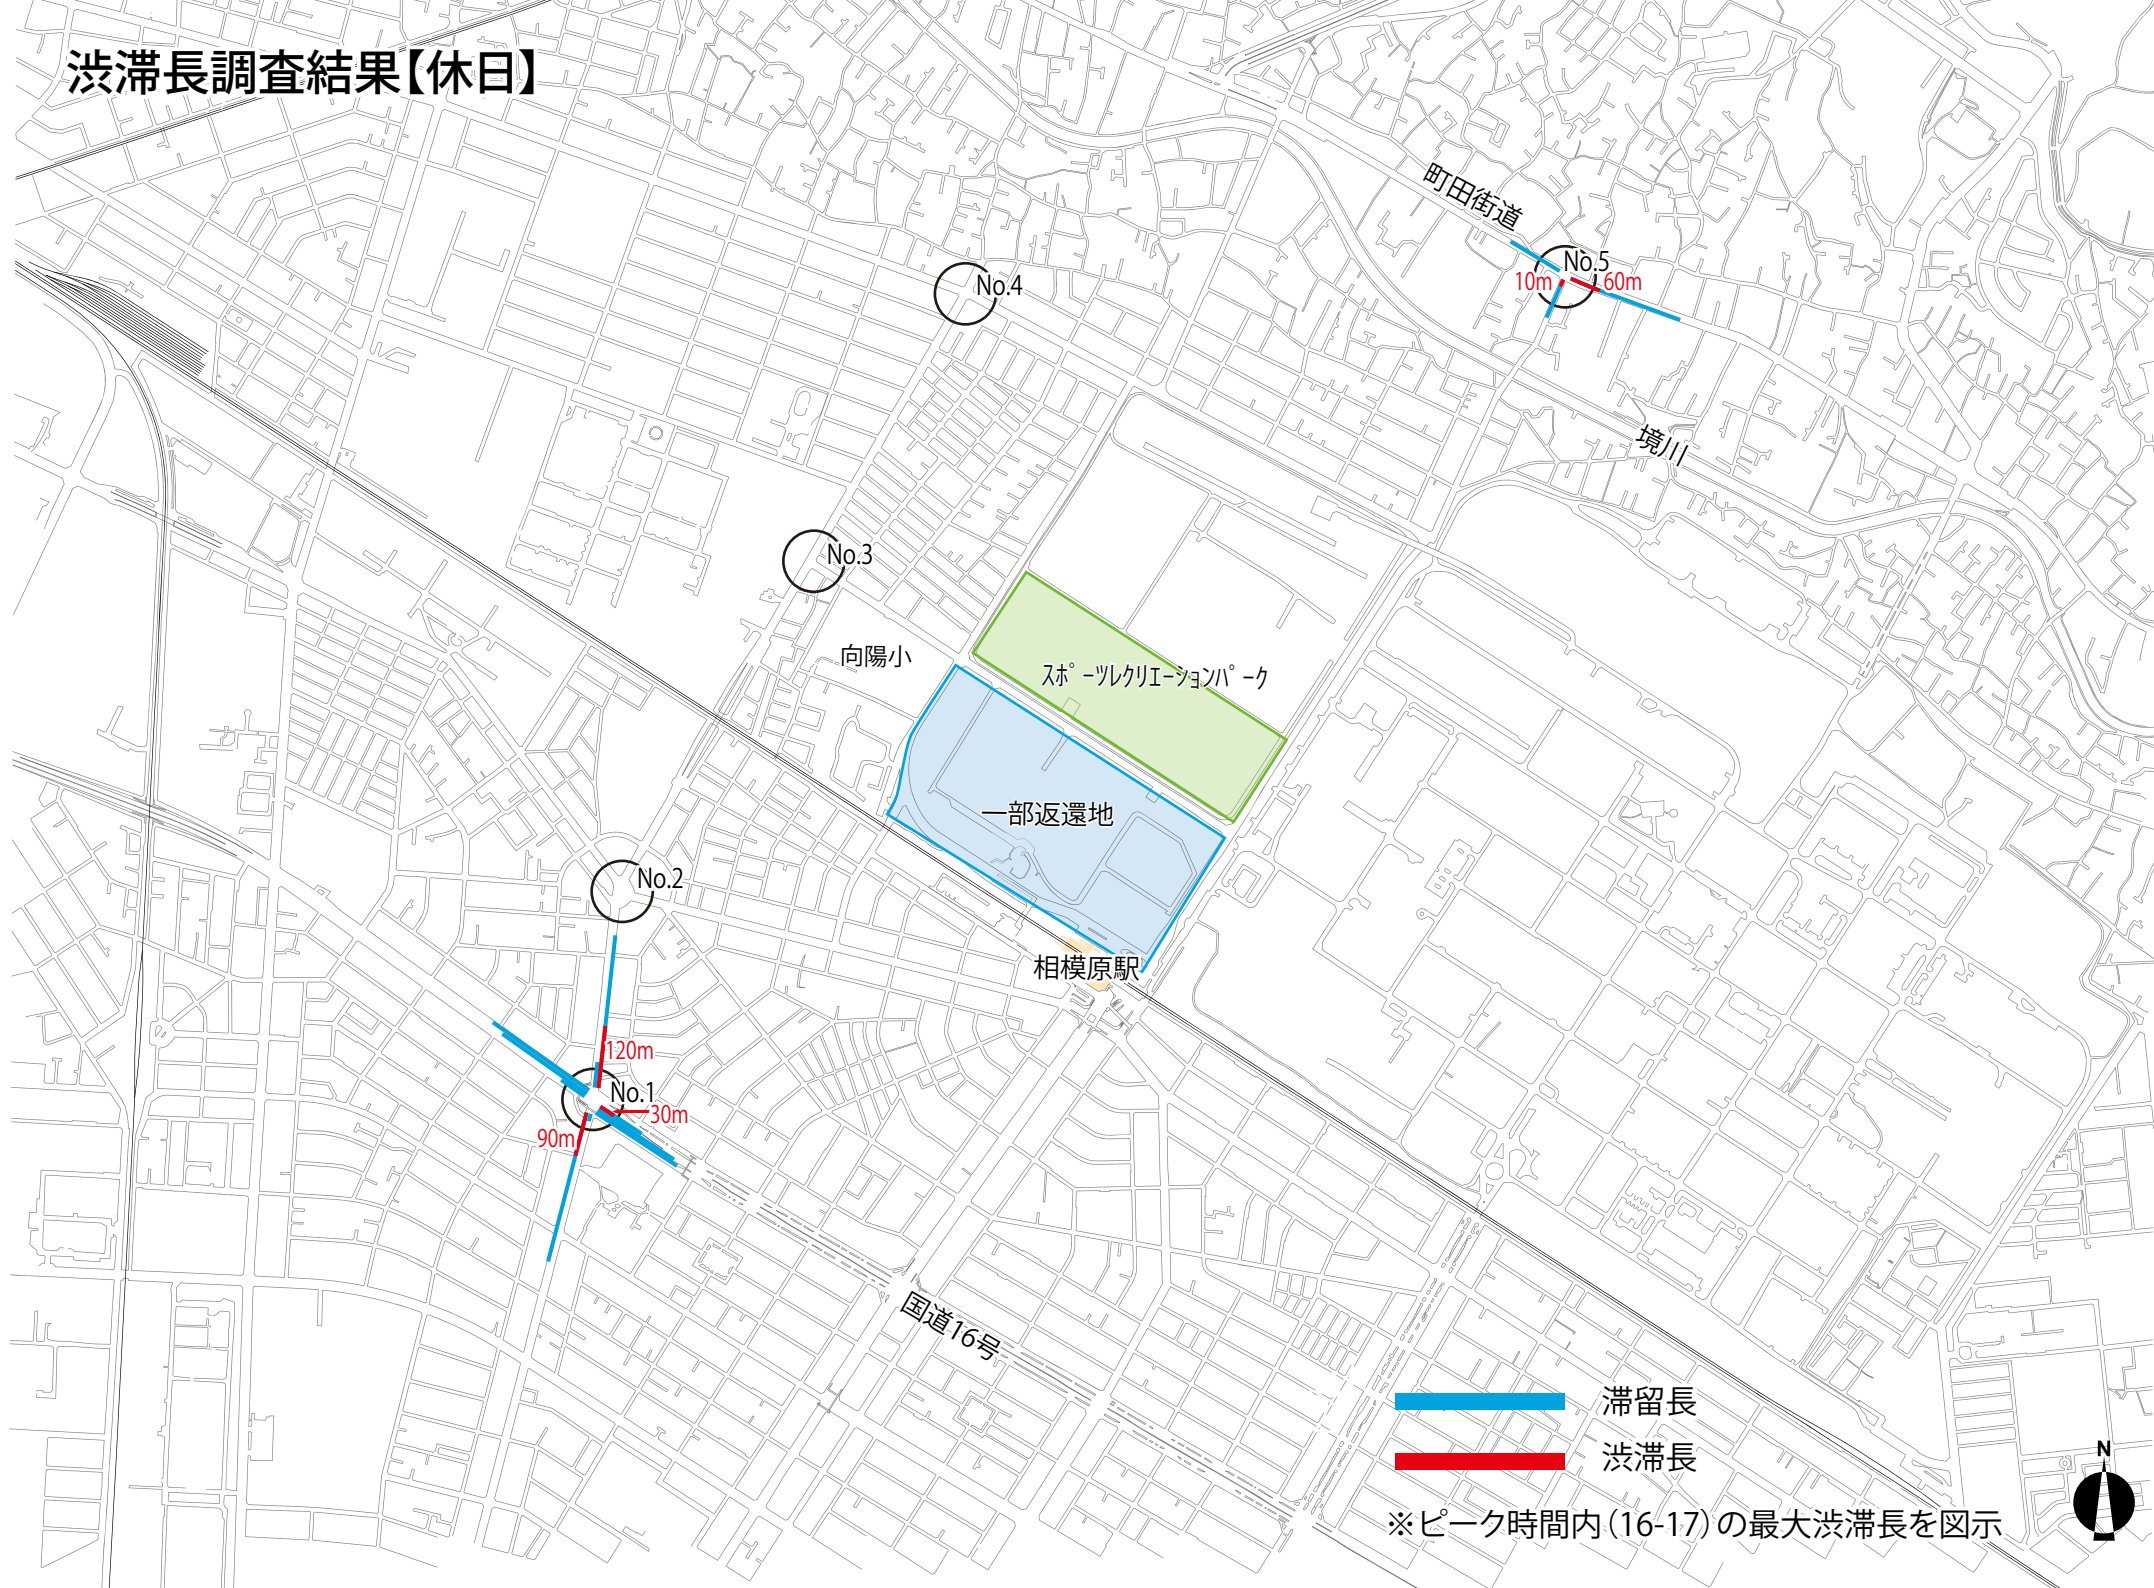 渋滞長調査結果【休日】
町田街道
No.5
10m
60m
No.4
境川
No.3
向陽小
ｽﾎﾟｰﾂﾚｸﾘｴｰｼｮﾝﾊﾟｰｸ
一部返還地
No.2
相模原駅
120m
No.1
30m
90m
国道16号
滞留長
渋滞長
N
※ピーク時間内（16-17）の最大渋滞長を図示